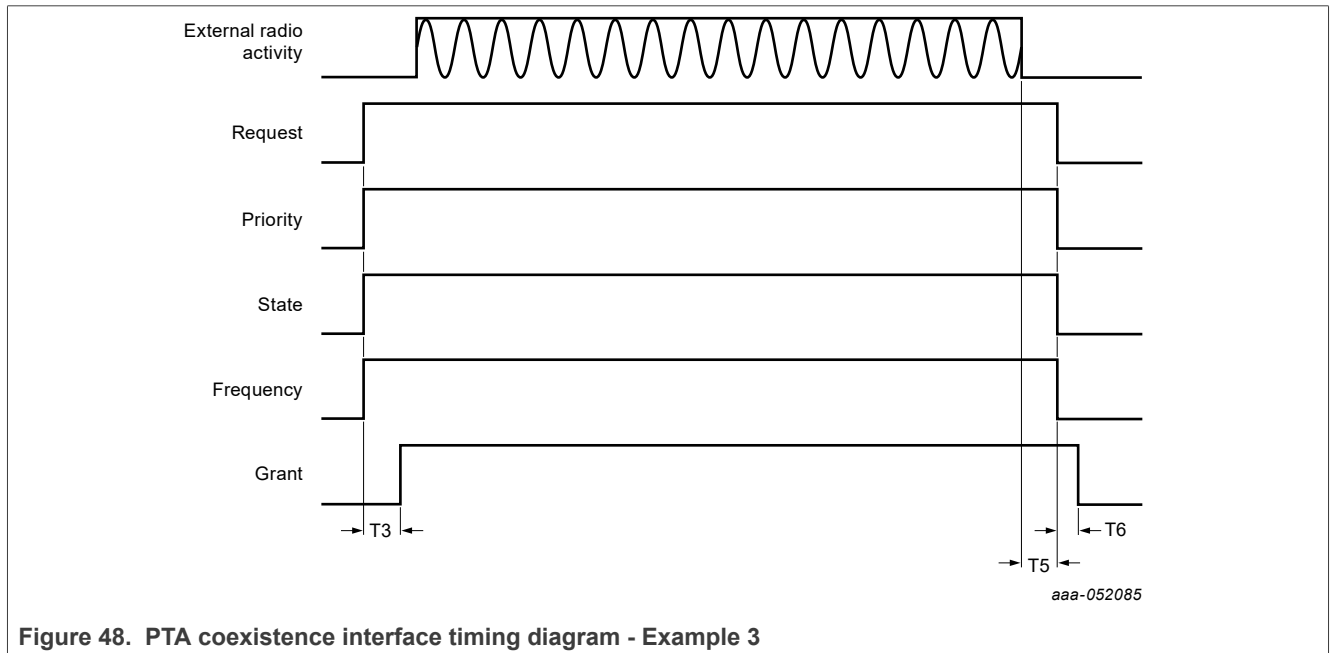 External radio
activity
Request
Priority
State
Frequency
Grant
T3
T6
T5
aaa-052085
Figure 48. PTA coexistence interface timing diagram - Example 3